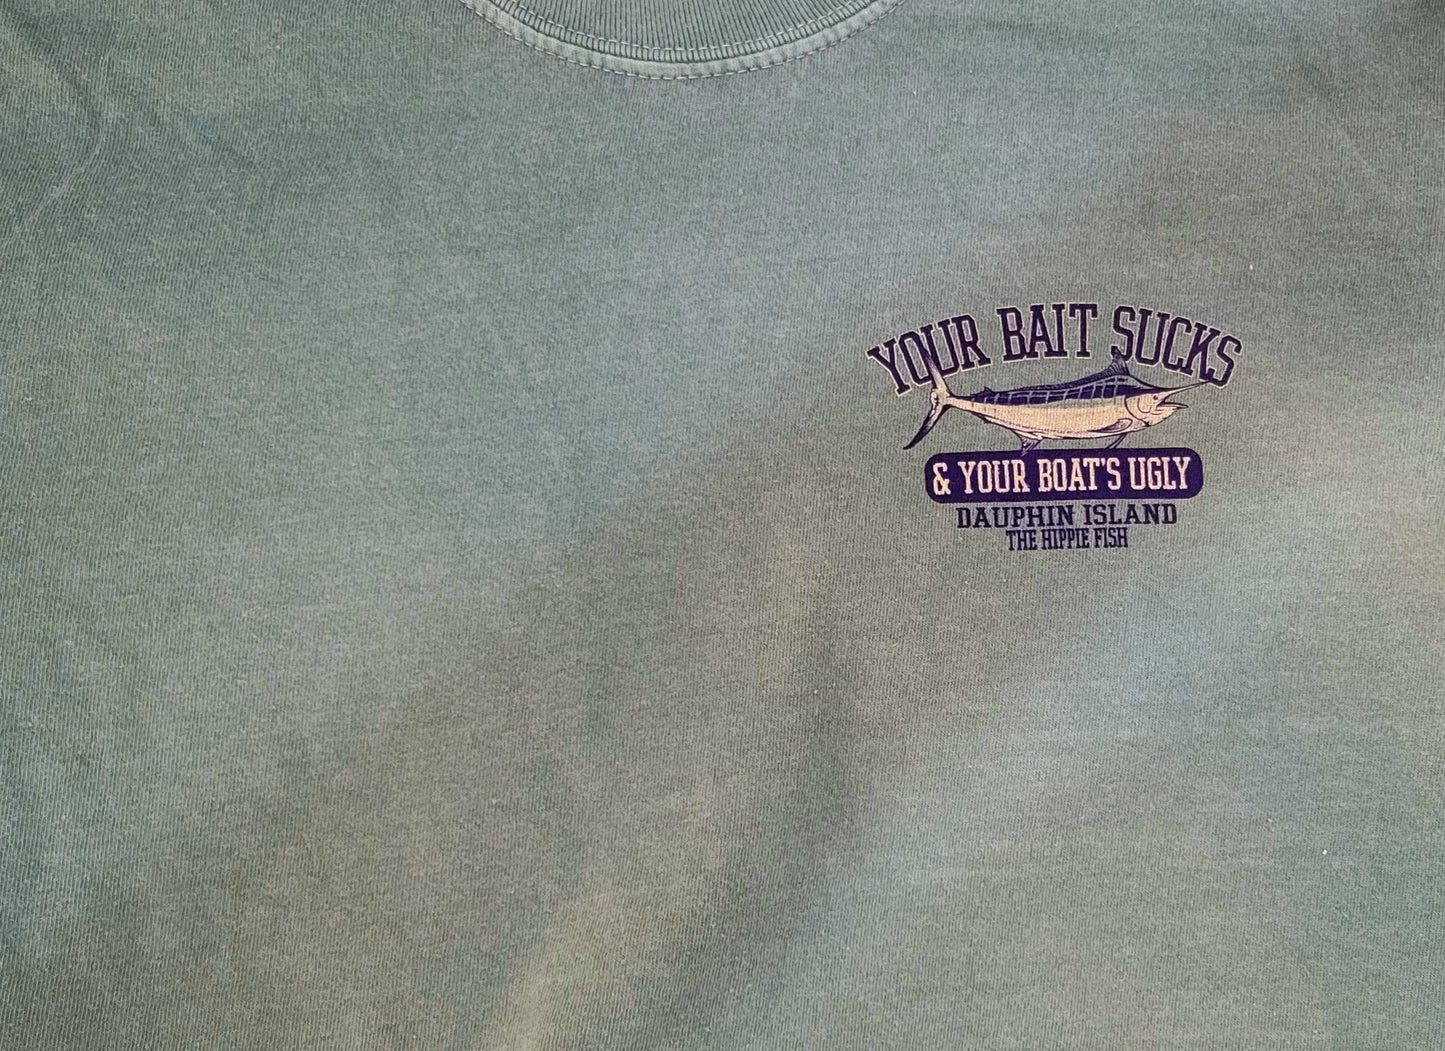 YOUR BAIT SUCKS
& YOUR BOAT'S UGLY
DAUPHIN ISLAND
THE HIPPIE FISH